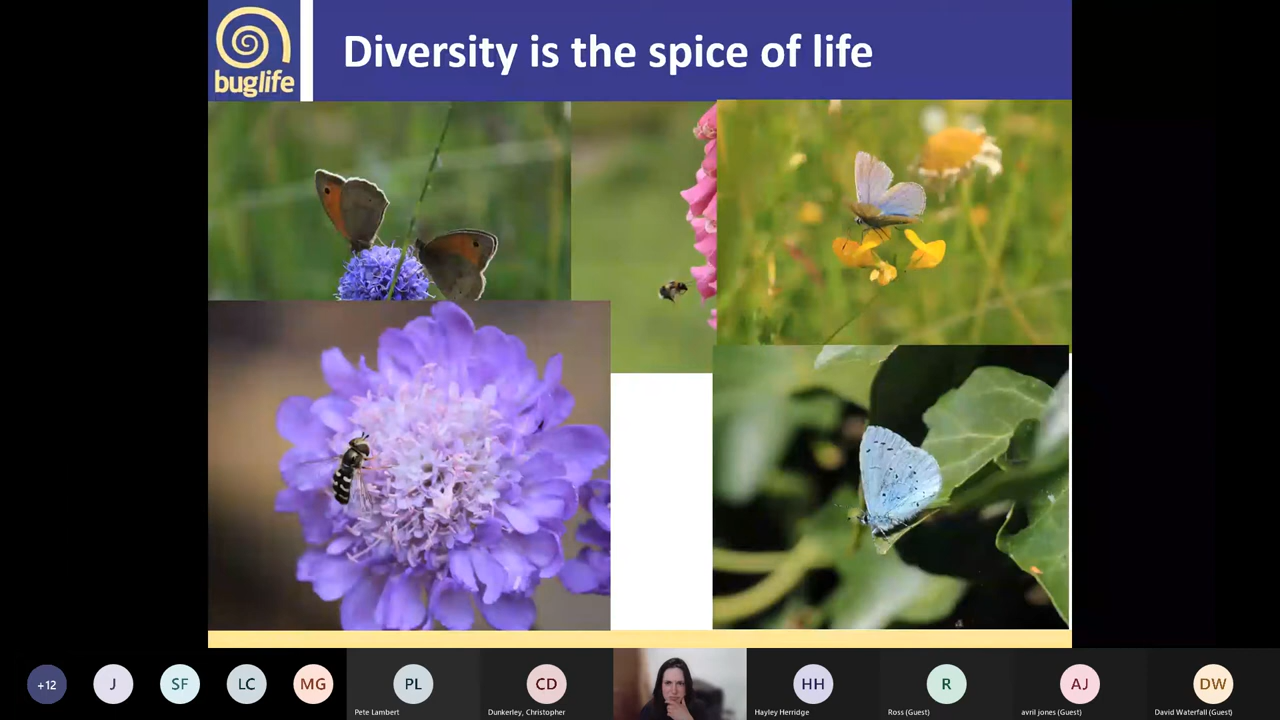 buglife
Diversity is the spice of life
+12
J
SF
LC
MG
PL
Pete Lambert
CD
Dunkerley, Christopher
HH
Hayley Herridge
R
Ross (Guest)
AJ
avril jones (Guest)
DW
David Waterfall (Guest)